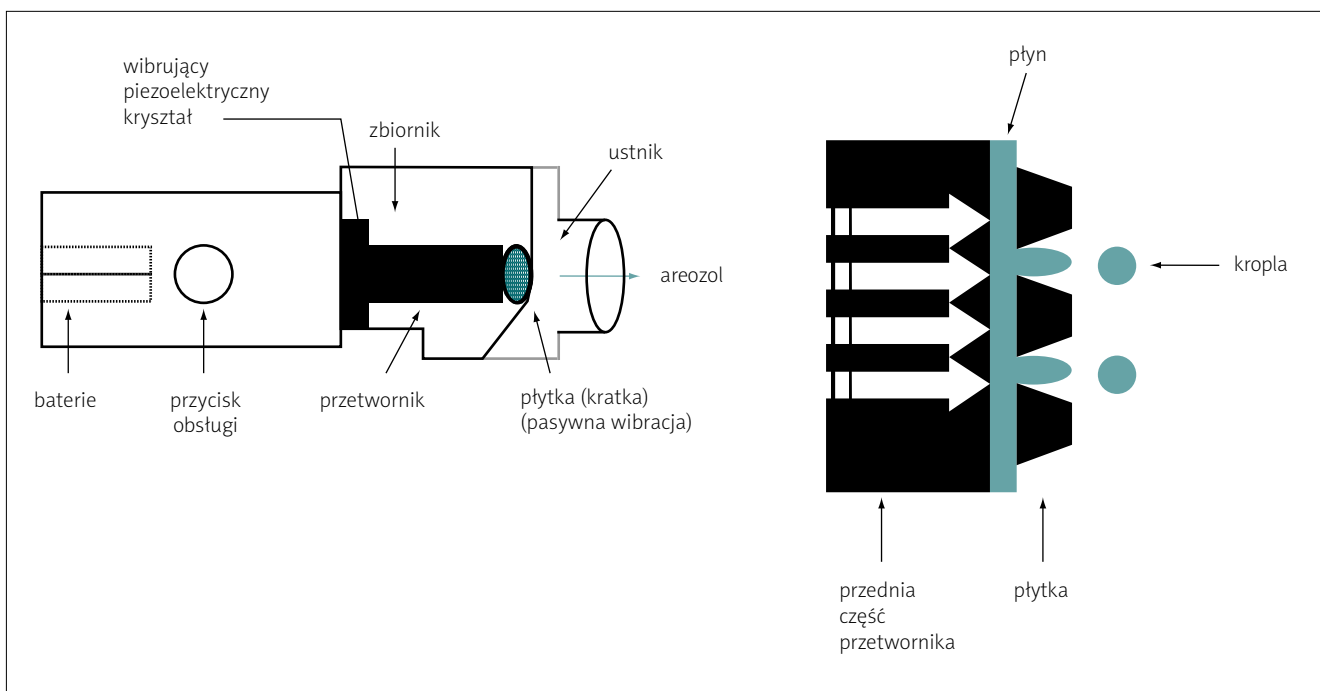 wibrujący
piezoelektryczny
kryształ
zbiornik
ustnik
areozol
baterie
przycisk
obsługi
przetwornik
płytka (kratka)
(pasywna wibracja)
płyn
kropla
przednia
część
przetwornika
płytka